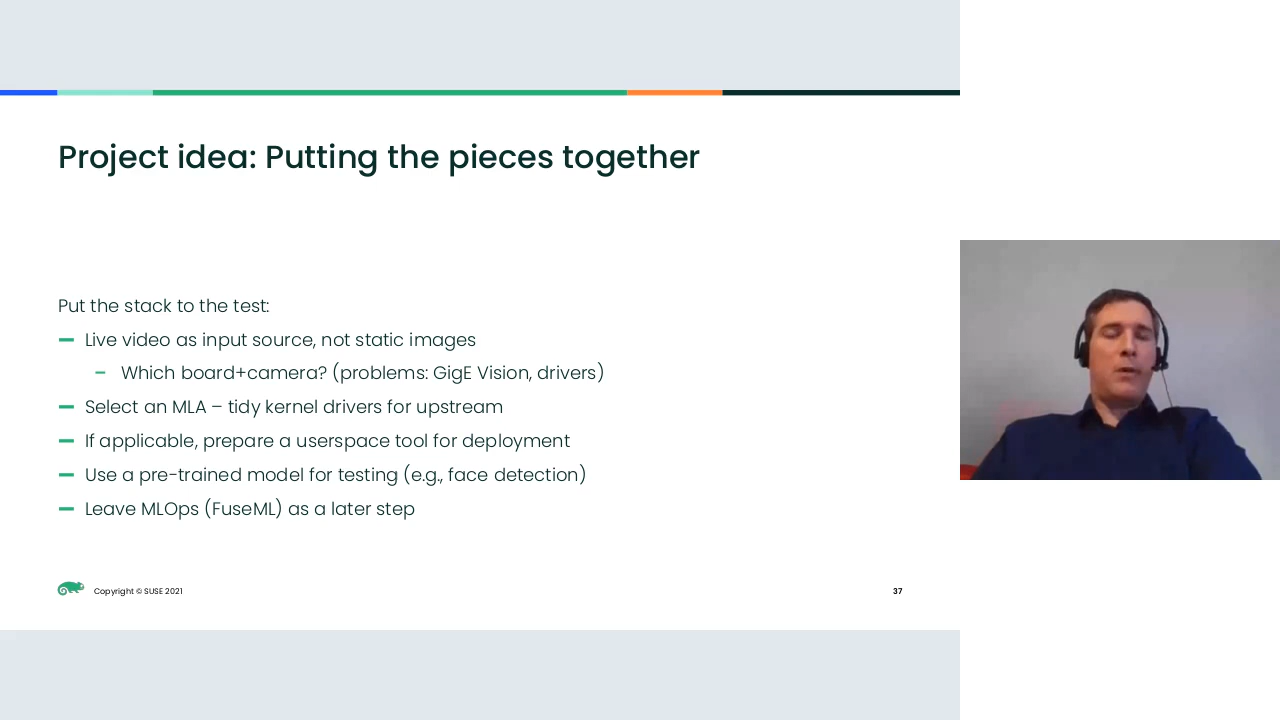 Project idea: Putting the pieces together
Put the stack to the test:
Live video as input source, not static images
Which board+camera? (problems: GigE Vision, drivers)
Select an MLA – tidy kernel drivers for upstream
If applicable, prepare a userspace tool for deployment
Use a pre-trained model for testing (e.g., face detection)
Leave MLOps (FuseML) as a later step
Copyright © SUSE 2021
37